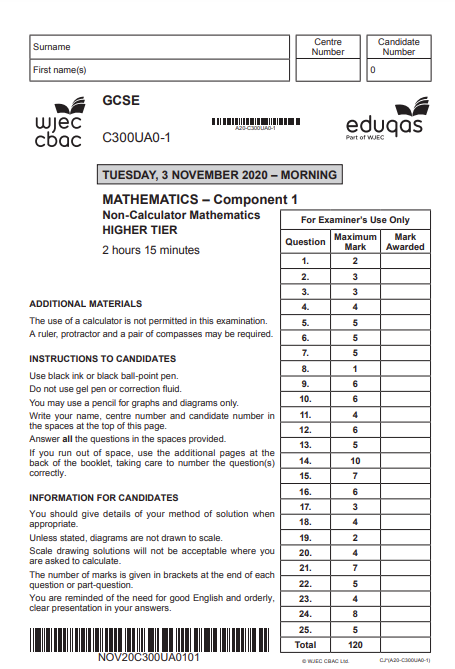 Surname
First name(s)
Centre
Number
Candidate
Number
0
wjec
cbac
GCSE
C300UA0-1
A20-C300UA0-1
eduqas
Part of WJEC
TUESDAY, 3 NOVEMBER 2020 – MORNING
MATHEMATICS – Component 1
Non-Calculator Mathematics
HIGHER TIER
2 hours 15 minutes
ADDITIONAL MATERIALS
The use of a calculator is not permitted in this examination.
A ruler, protractor and a pair of compasses may be required.
INSTRUCTIONS TO CANDIDATES
Use black ink or black ball-point pen.
Do not use gel pen or correction fluid.
You may use a pencil for graphs and diagrams only.
Write your name, centre number and candidate number in
the spaces at the top of this page.
Answer all the questions in the spaces provided.
If you run out of space, use the additional pages at the
back of the booklet, taking care to number the question(s)
correctly.
INFORMATION FOR CANDIDATES
You should give details of your method of solution when
appropriate.
Unless stated, diagrams are not drawn to scale.
Scale drawing solutions will not be acceptable where you
are asked to calculate.
The number of marks is given in brackets at the end of each
question or part-question.
You are reminded of the need for good English and orderly,
clear presentation in your answers.
For Examiner's Use Only
Question Maximum Mark Mark Awarded
1. 2
2. 3
3. 3
4. 4
5. 5
6. 5
7. 5
8. 1
9. 6
10. 6
11. 4
12. 6
13. 5
14. 10
15. 7
16. 6
17. 3
18. 4
19. 2
20. 4
21. 7
22. 5
23. 4
24. 8
25. 5
Total 120
NOV20C300UA0101
© WJEC CBAC Ltd.
CJ*(A20-C300UA0-1)